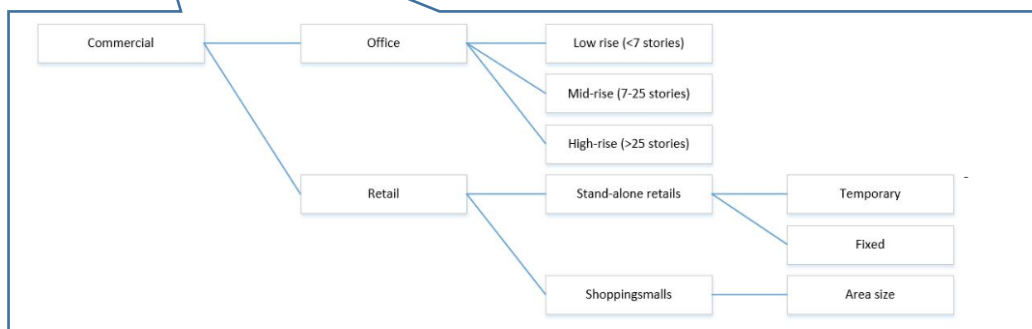 Commercial
Office
Low rise (<7 stories)
Mid-rise (7-25 stories)
High-rise (>25 stories)
Retail
Stand-alone retails
Temporary
Fixed
Shoppingsmalls
Area size